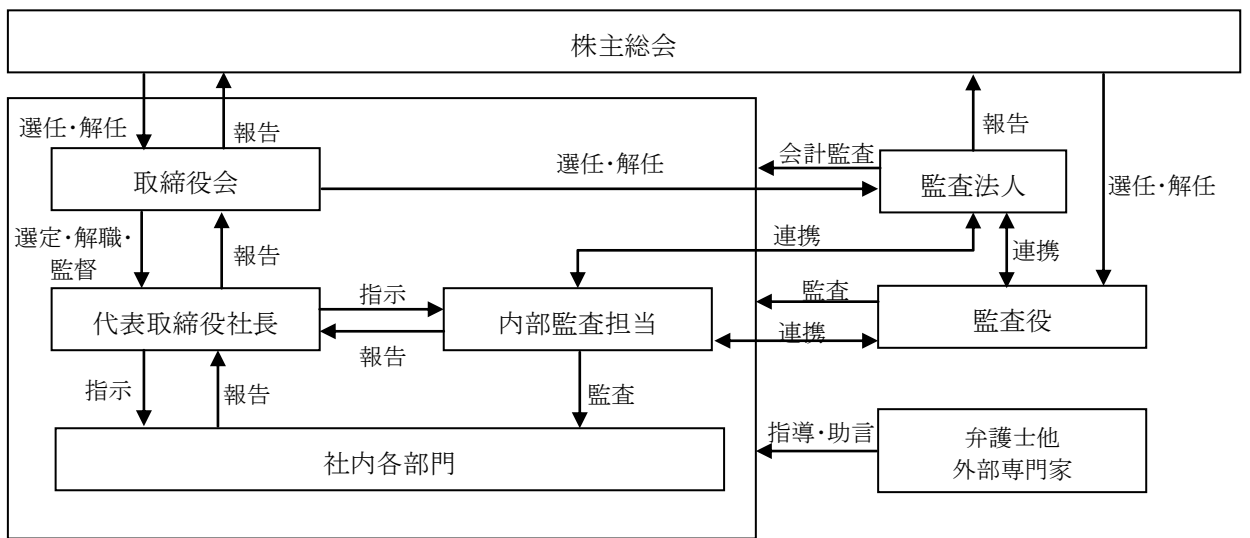 株主総会
選任・解任
報告
報告
取締役会
選任・解任
会計監査
監査法人
選任・解任
選定・解職・
監督
報告
連携
連携
代表取締役社長
指示
報告
内部監査担当
監査
連携
監査役
指示
報告
監査
社内各部門
指導・助言
弁護士他
外部専門家